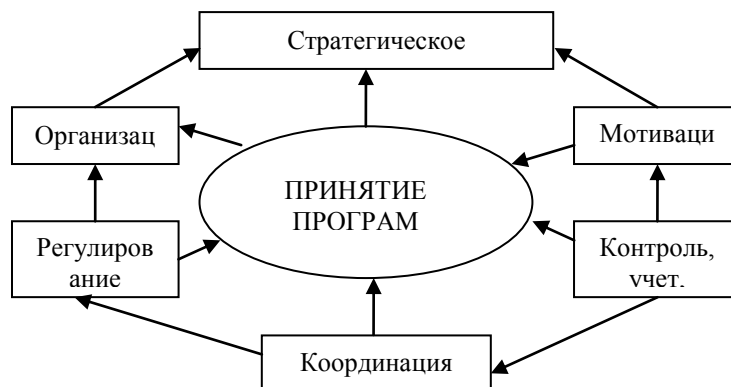 Стратегическое
Организац
Мотиваци
ПРИНЯТИЕ
ПРОГРАМ
Регулиров
ание
Контроль,
учет,
Координация